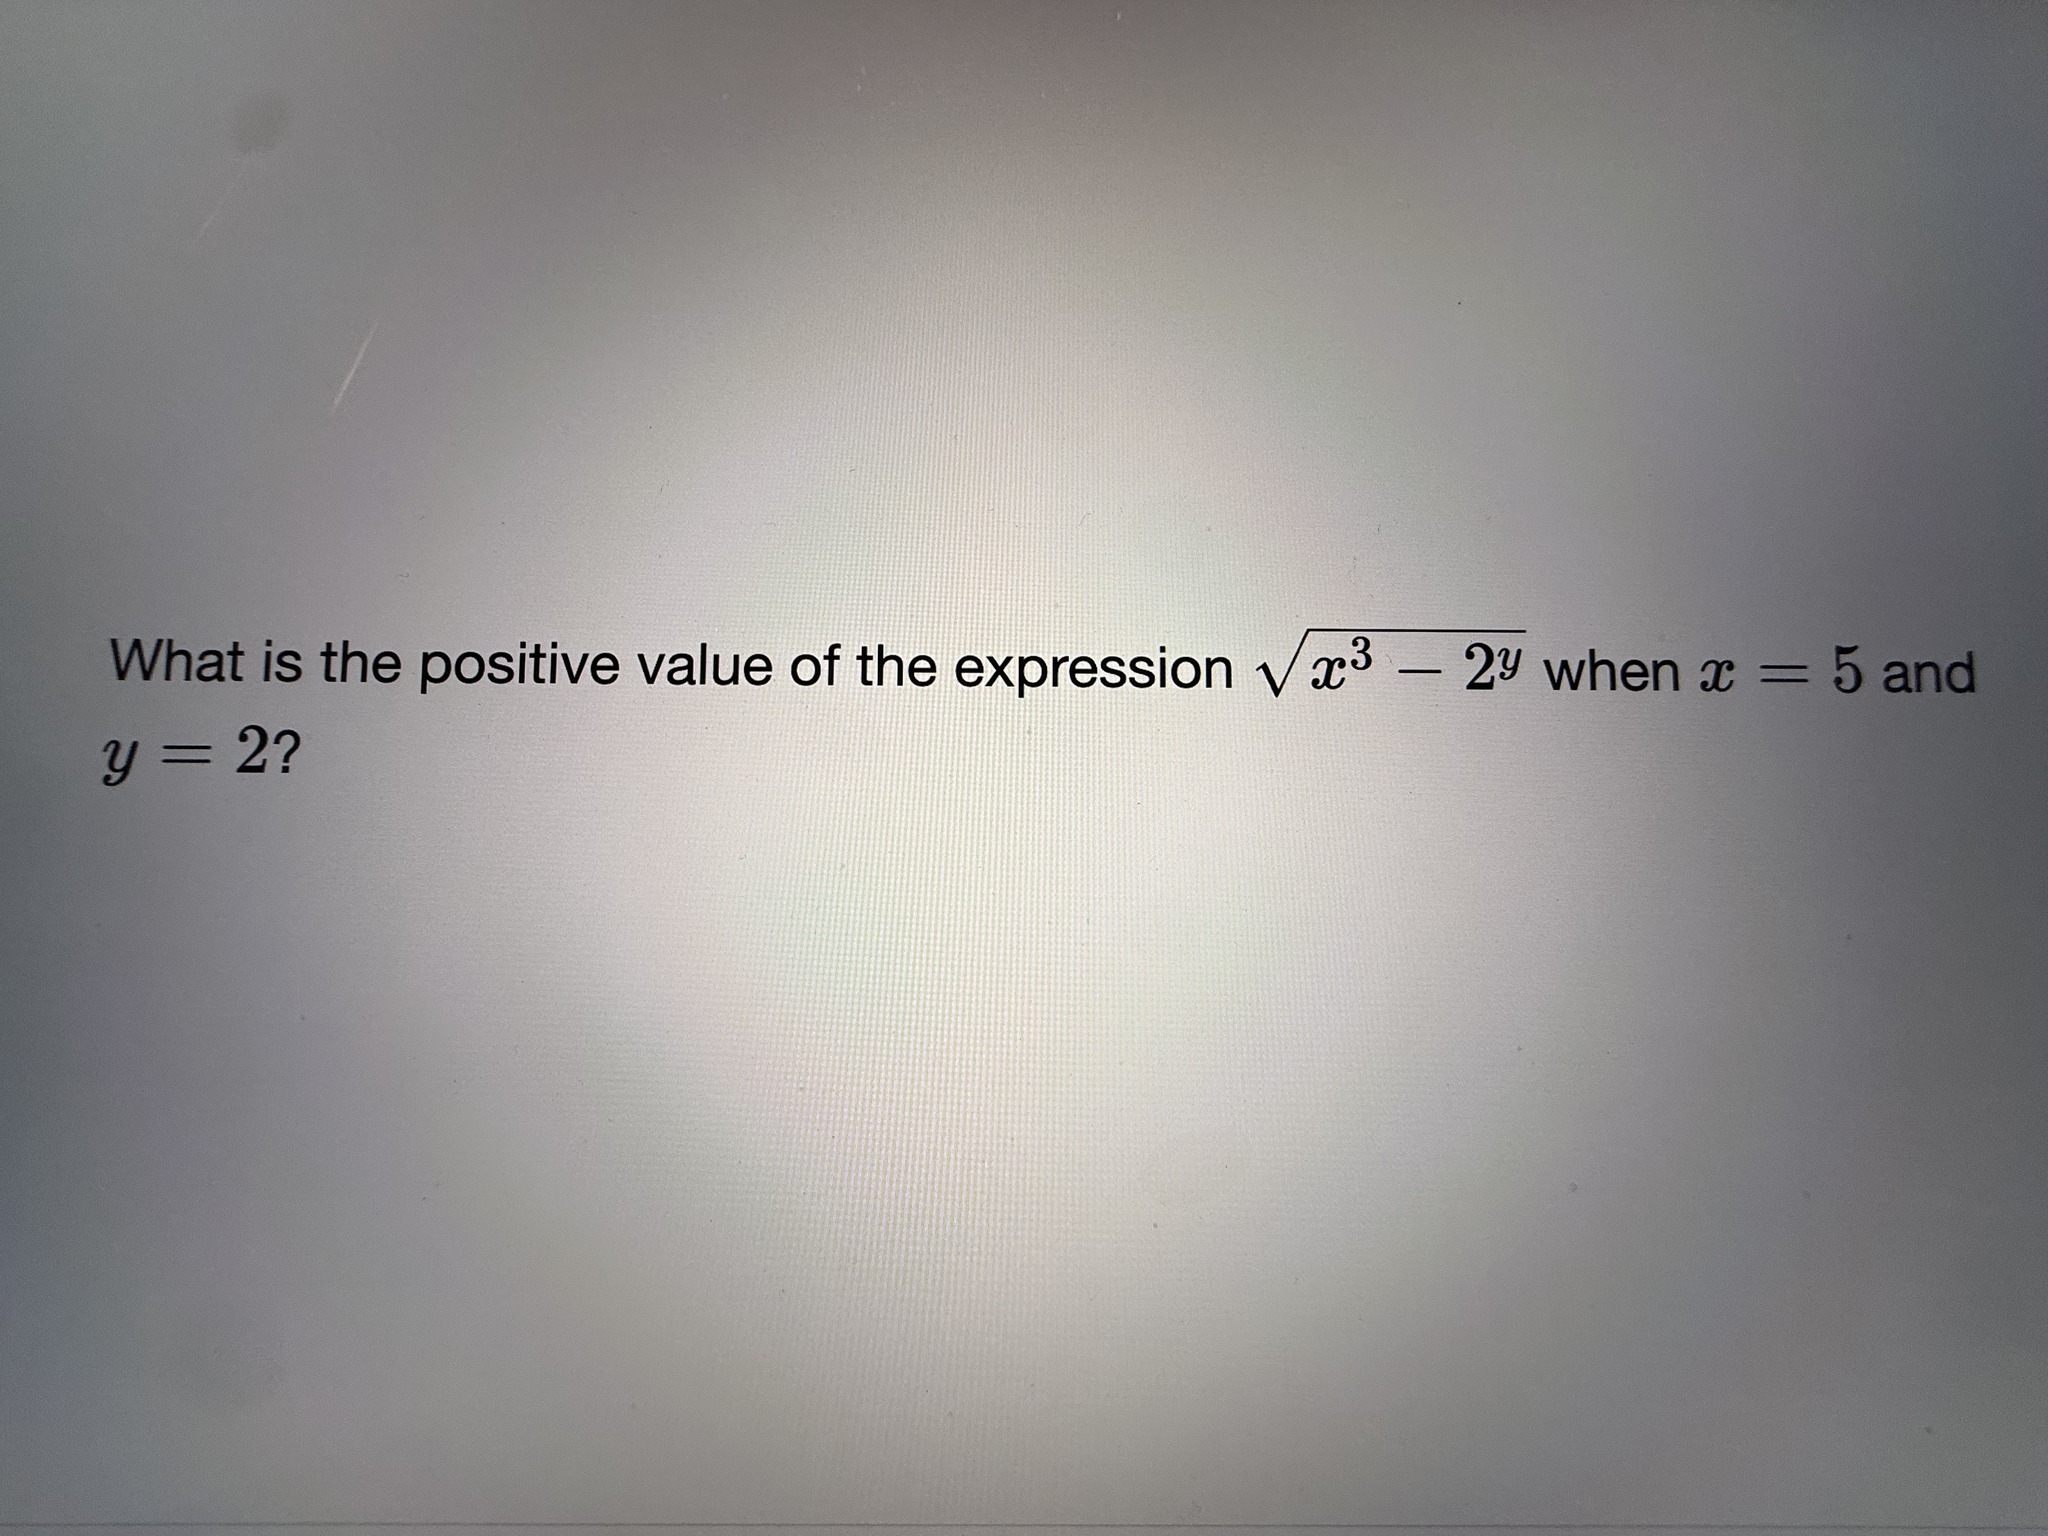 What is the positive value of the expression √(x³ − 2ʸ) when x = 5 and
y = 2?